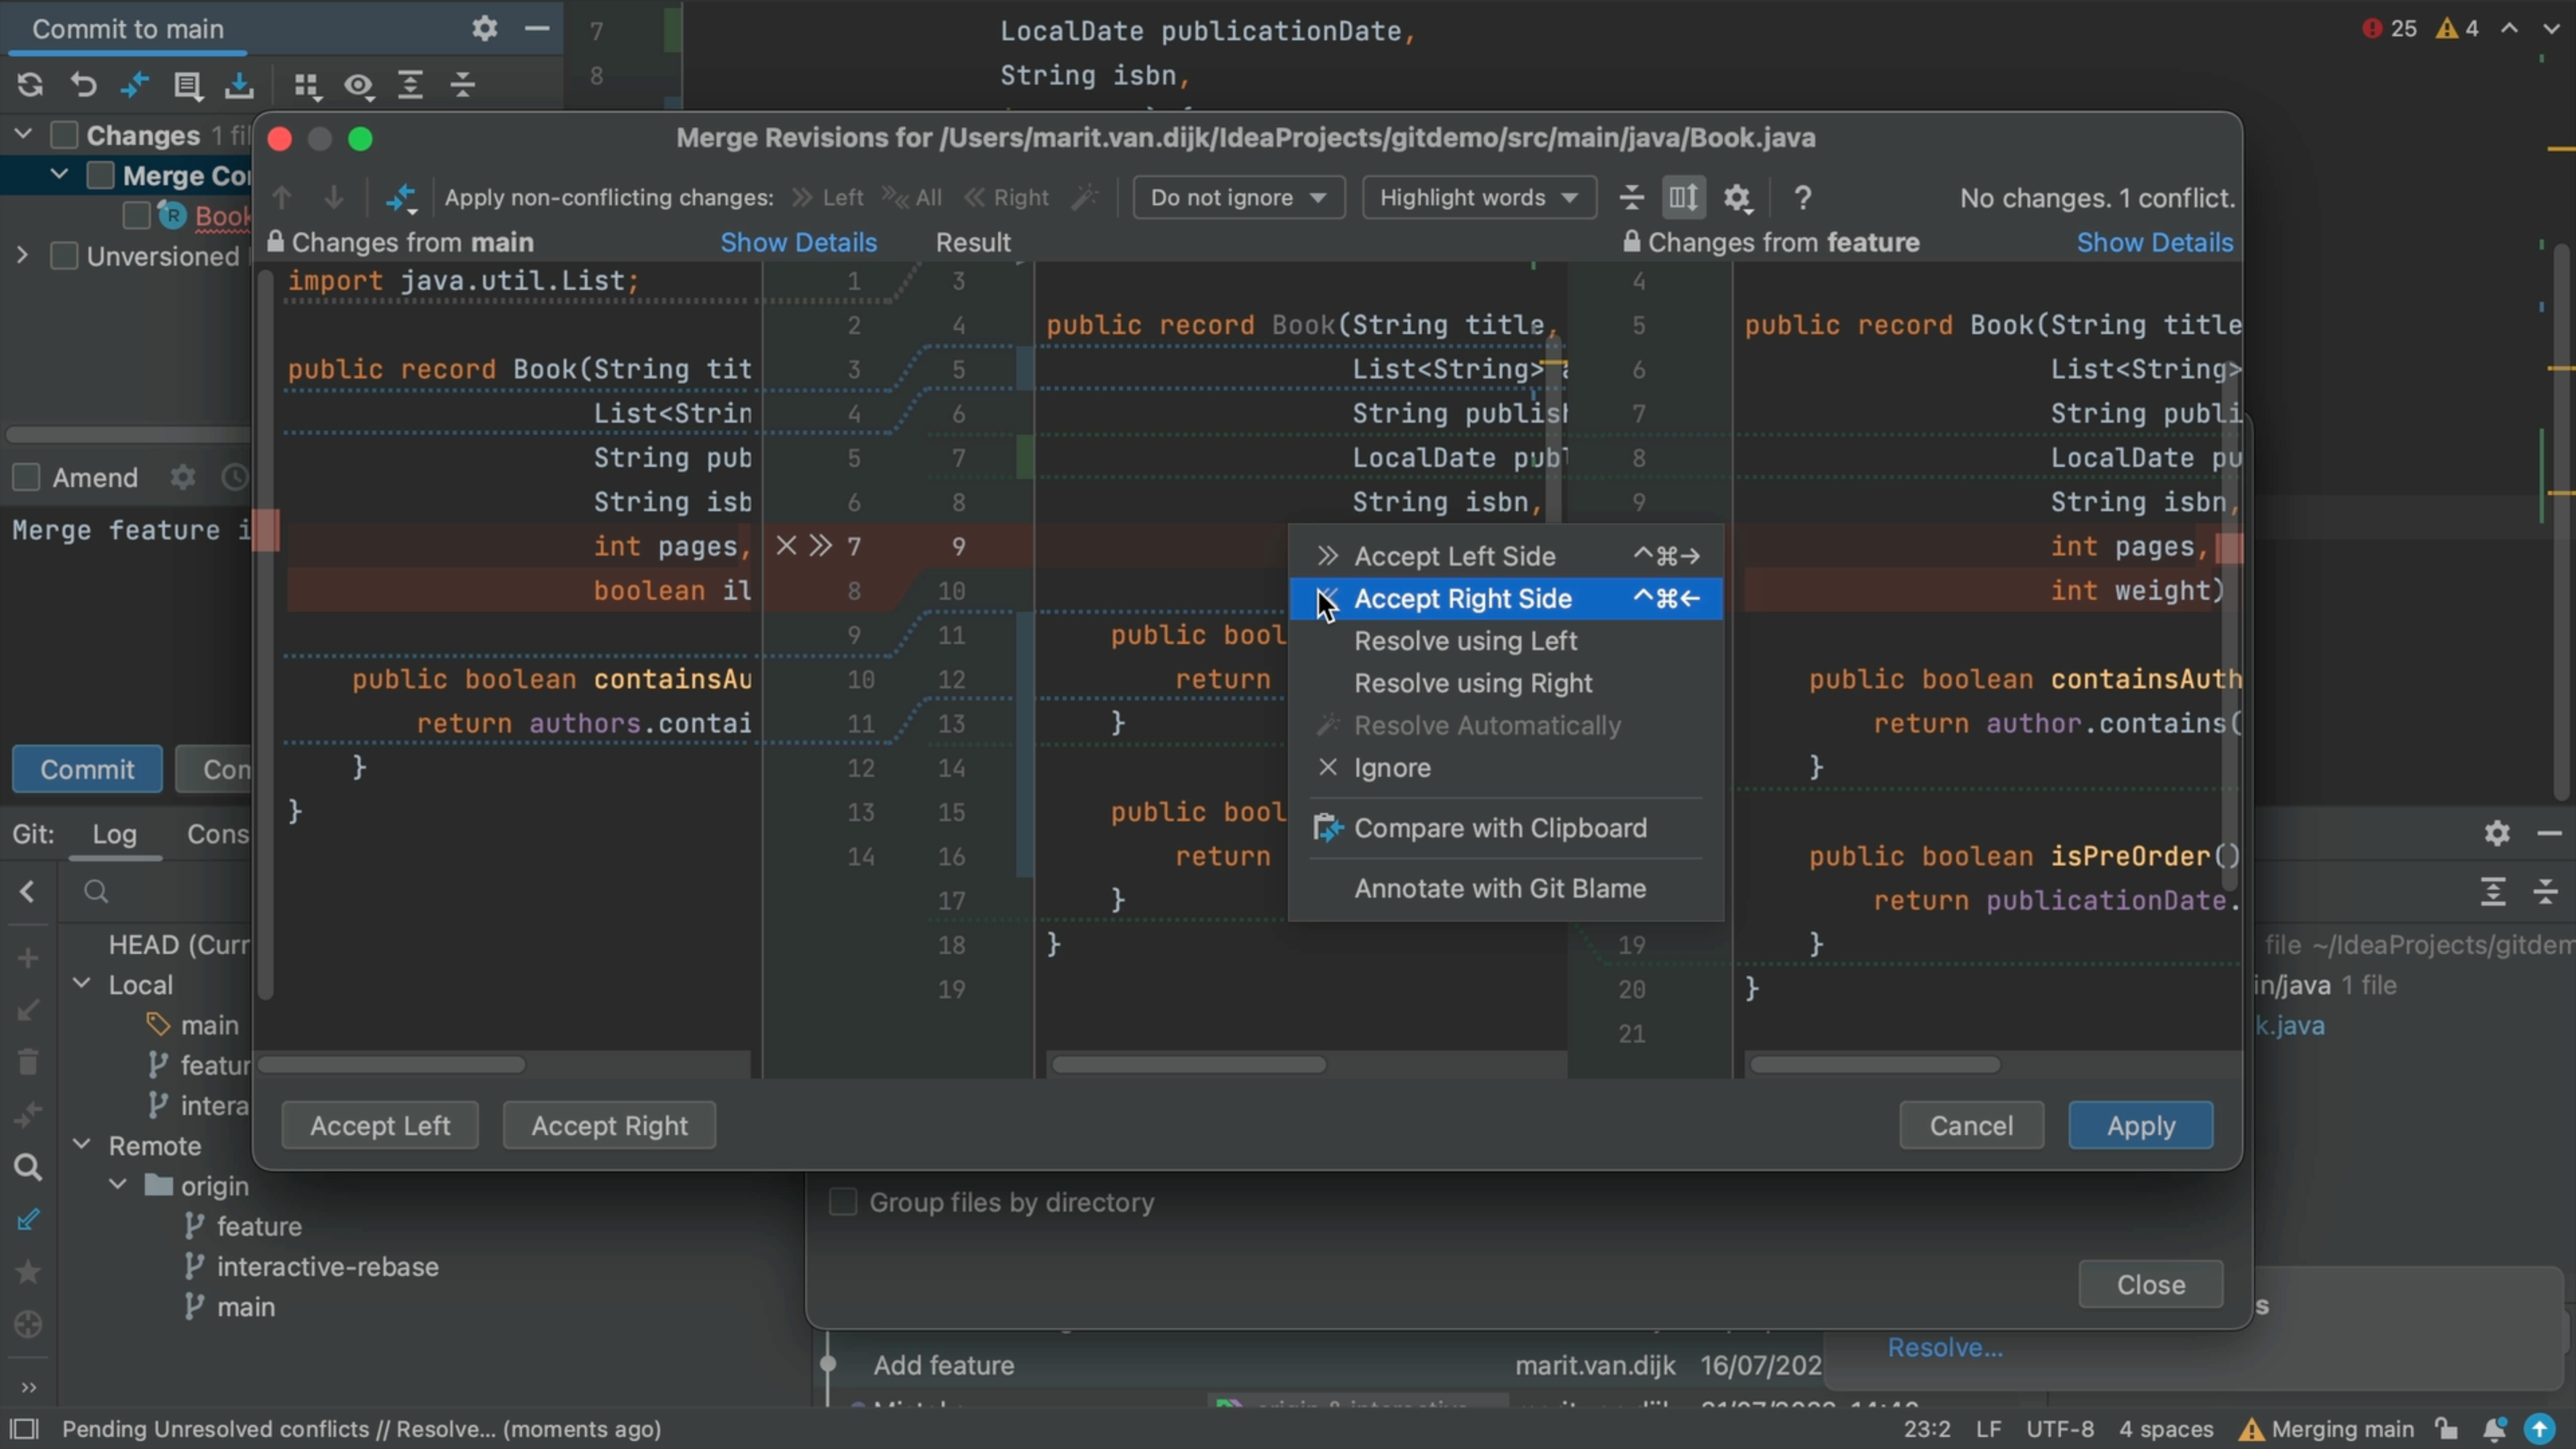 Commit to main
7 LocalDate publicationDate,
8 String isbn,
25 4
Changes 1 fil
Merge Revisions for /Users/marit.van.dijk/IdeaProjects/gitdemo/src/main/java/Book.java
Merge Co
Apply non-conflicting changes: Left All Right Do not ignore Highlight words ? No changes. 1 conflict.
R Book
Changes from main Show Details Result Changes from feature Show Details
Unversioned
import java.util.List; 1 3 4
2 4 public record Book(String title, 5 public record Book(String title
public record Book(String tit 3 5 List<String> 6 List<String>
List<Strin 4 6 String publish 7 String publi
String pub 5 7 LocalDate publ 8 LocalDate pu
Amend
String isb 6 8 String isbn, 9 String isbn,
Merge feature i
int pages, 7 9 int pages,
boolean il 8 10 int weight)
Accept Left Side ^⌘→
Accept Right Side ^⌘←
Resolve using Left
Resolve using Right
Resolve Automatically
Ignore
Compare with Clipboard
Annotate with Git Blame
9 11 public bool
public boolean containsAu 10 12 return public boolean containsAuth
return authors.contai 11 13 } return author.contains(
} 12 14 }
} 13 15 public bool
14 16 return public boolean isPreOrder()
17 } return publicationDate.
18 } 19 }
19 20 }
21
Commit Con
Git: Log Cons
HEAD (Curr
Local
main
featur
intera
Remote
origin
feature
interactive-rebase
main
file ~/IdeaProjects/gitdem
in/java 1 file
k.java
Accept Left Accept Right Cancel Apply
Group files by directory
Close
s
Resolve...
Add feature marit.van.dijk 16/07/202
Pending Unresolved conflicts // Resolve... (moments ago) 23:2 LF UTF-8 4 spaces Merging main